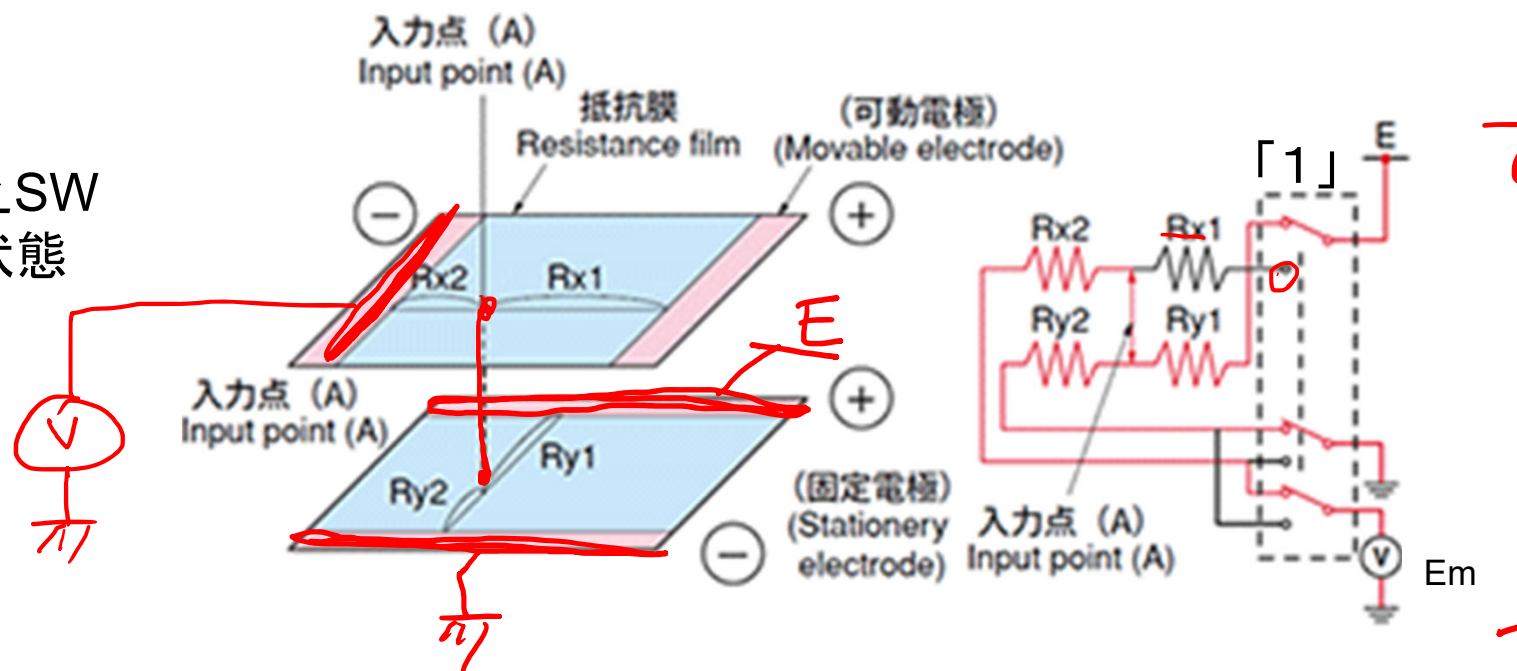 入力点（A）
Input point (A)
抵抗膜
Resistance film
（可動電極）
(Movable electrode)
SW
状態
−
+
Rx2
Rx1
入力点（A）
Input point (A)
V
E
+
Ry1
Ry2
（固定電極）
(Stationery
electrode)
−
「1」
E
Rx2
Rx1
Ry2
Ry1
入力点（A）
Input point (A)
V
Em